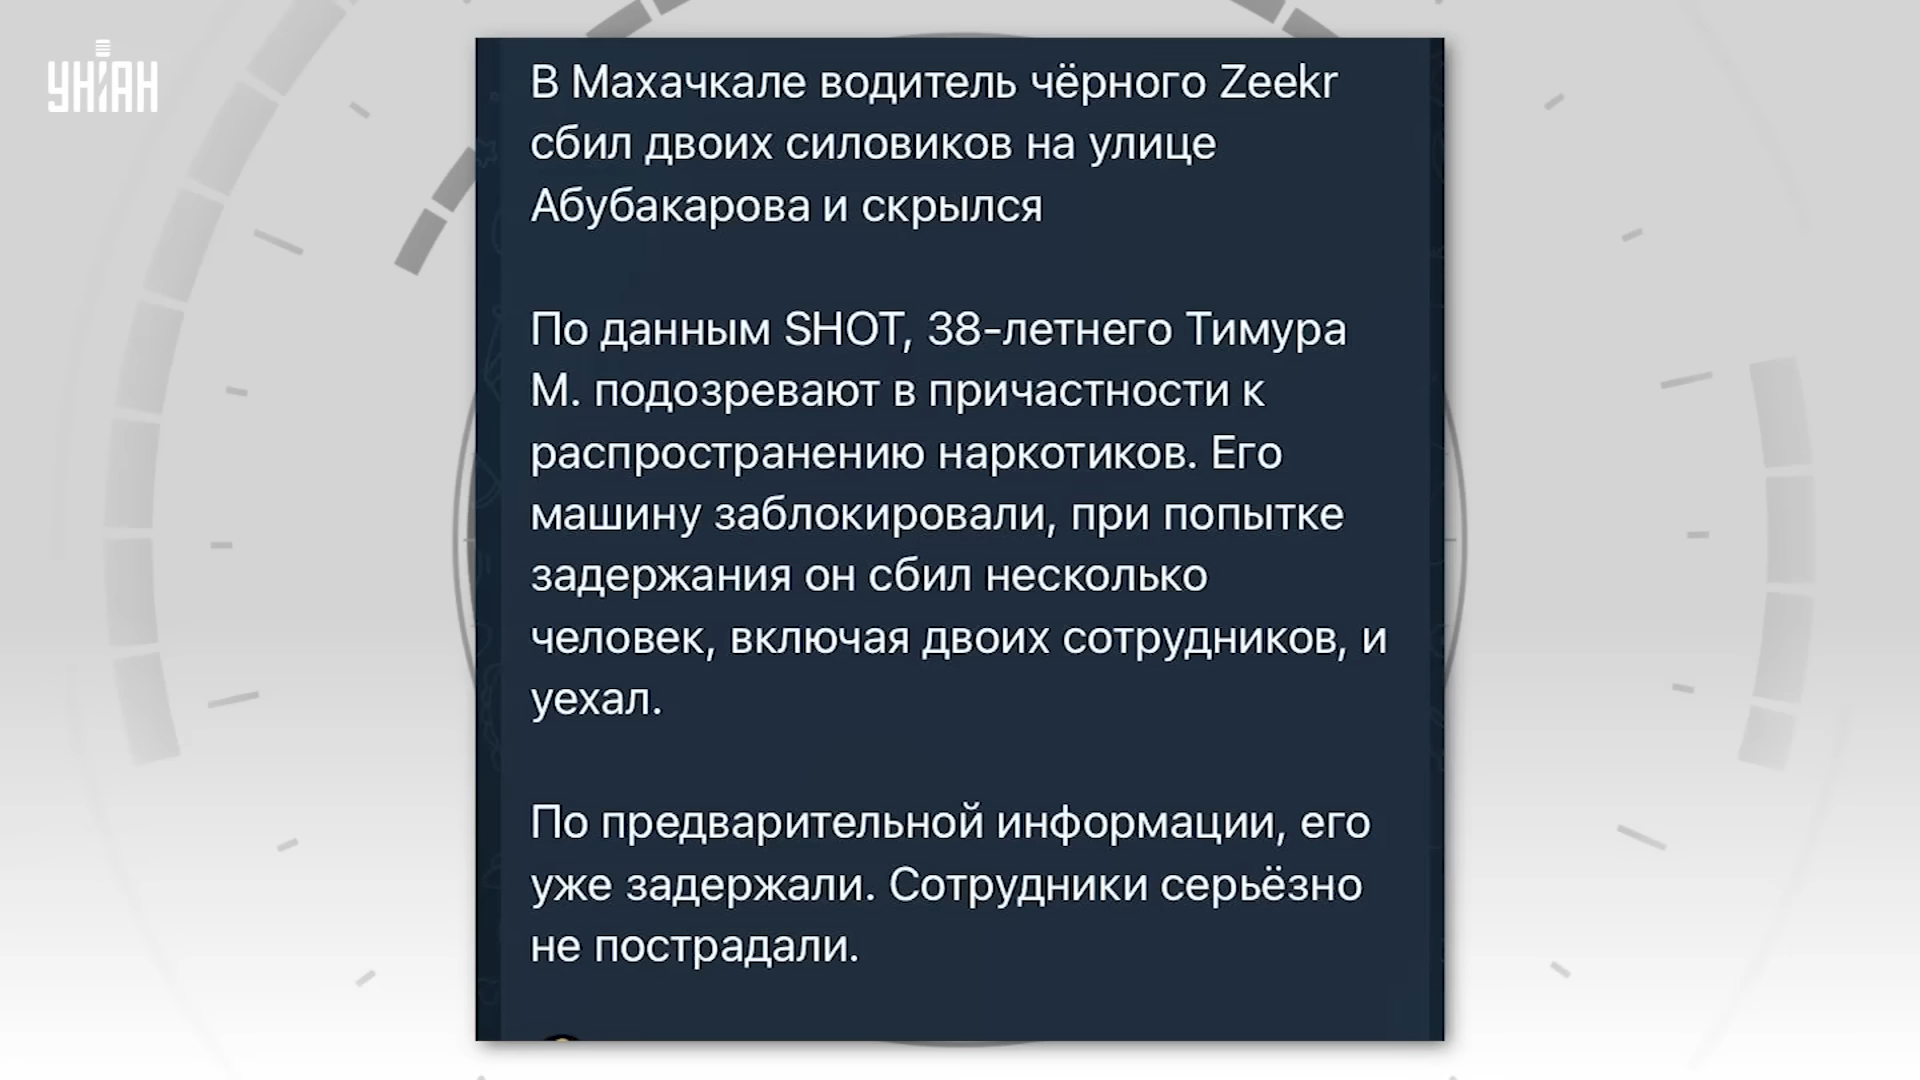 УНІАН
В Махачкале водитель чёрного Zeekr
сбил двоих силовиков на улице
Абубакарова и скрылся
По данным SHOT, 38-летнего Тимура
М. подозревают в причастности к
распространению наркотиков. Его
машину заблокировали, при попытке
задержания он сбил несколько
человек, включая двоих сотрудников, и
уехал.
По предварительной информации, его
уже задержали. Сотрудники серьёзно
не пострадали.